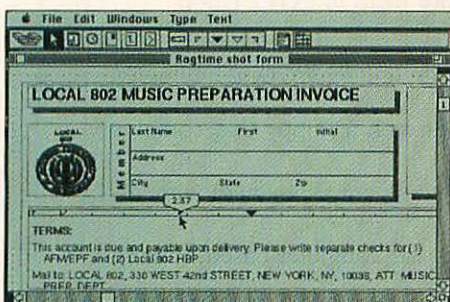 File Edit Windows Type Text
Ragtime shot form
LOCAL 802 MUSIC PREPARATION INVOICE
LOCAL
Member
Last Name First Initial
Address
City State Zip
2.37
TERMS:
This account is due and payable upon delivery. Please write separate checks for (1)
AFM/EPF and (2) Local 802 HBP.
Mail to: LOCAL 802, 330 WEST 42nd STREET, NEW YORK, NY, 10036, ATT: MUSIC
PREP. DEPT.